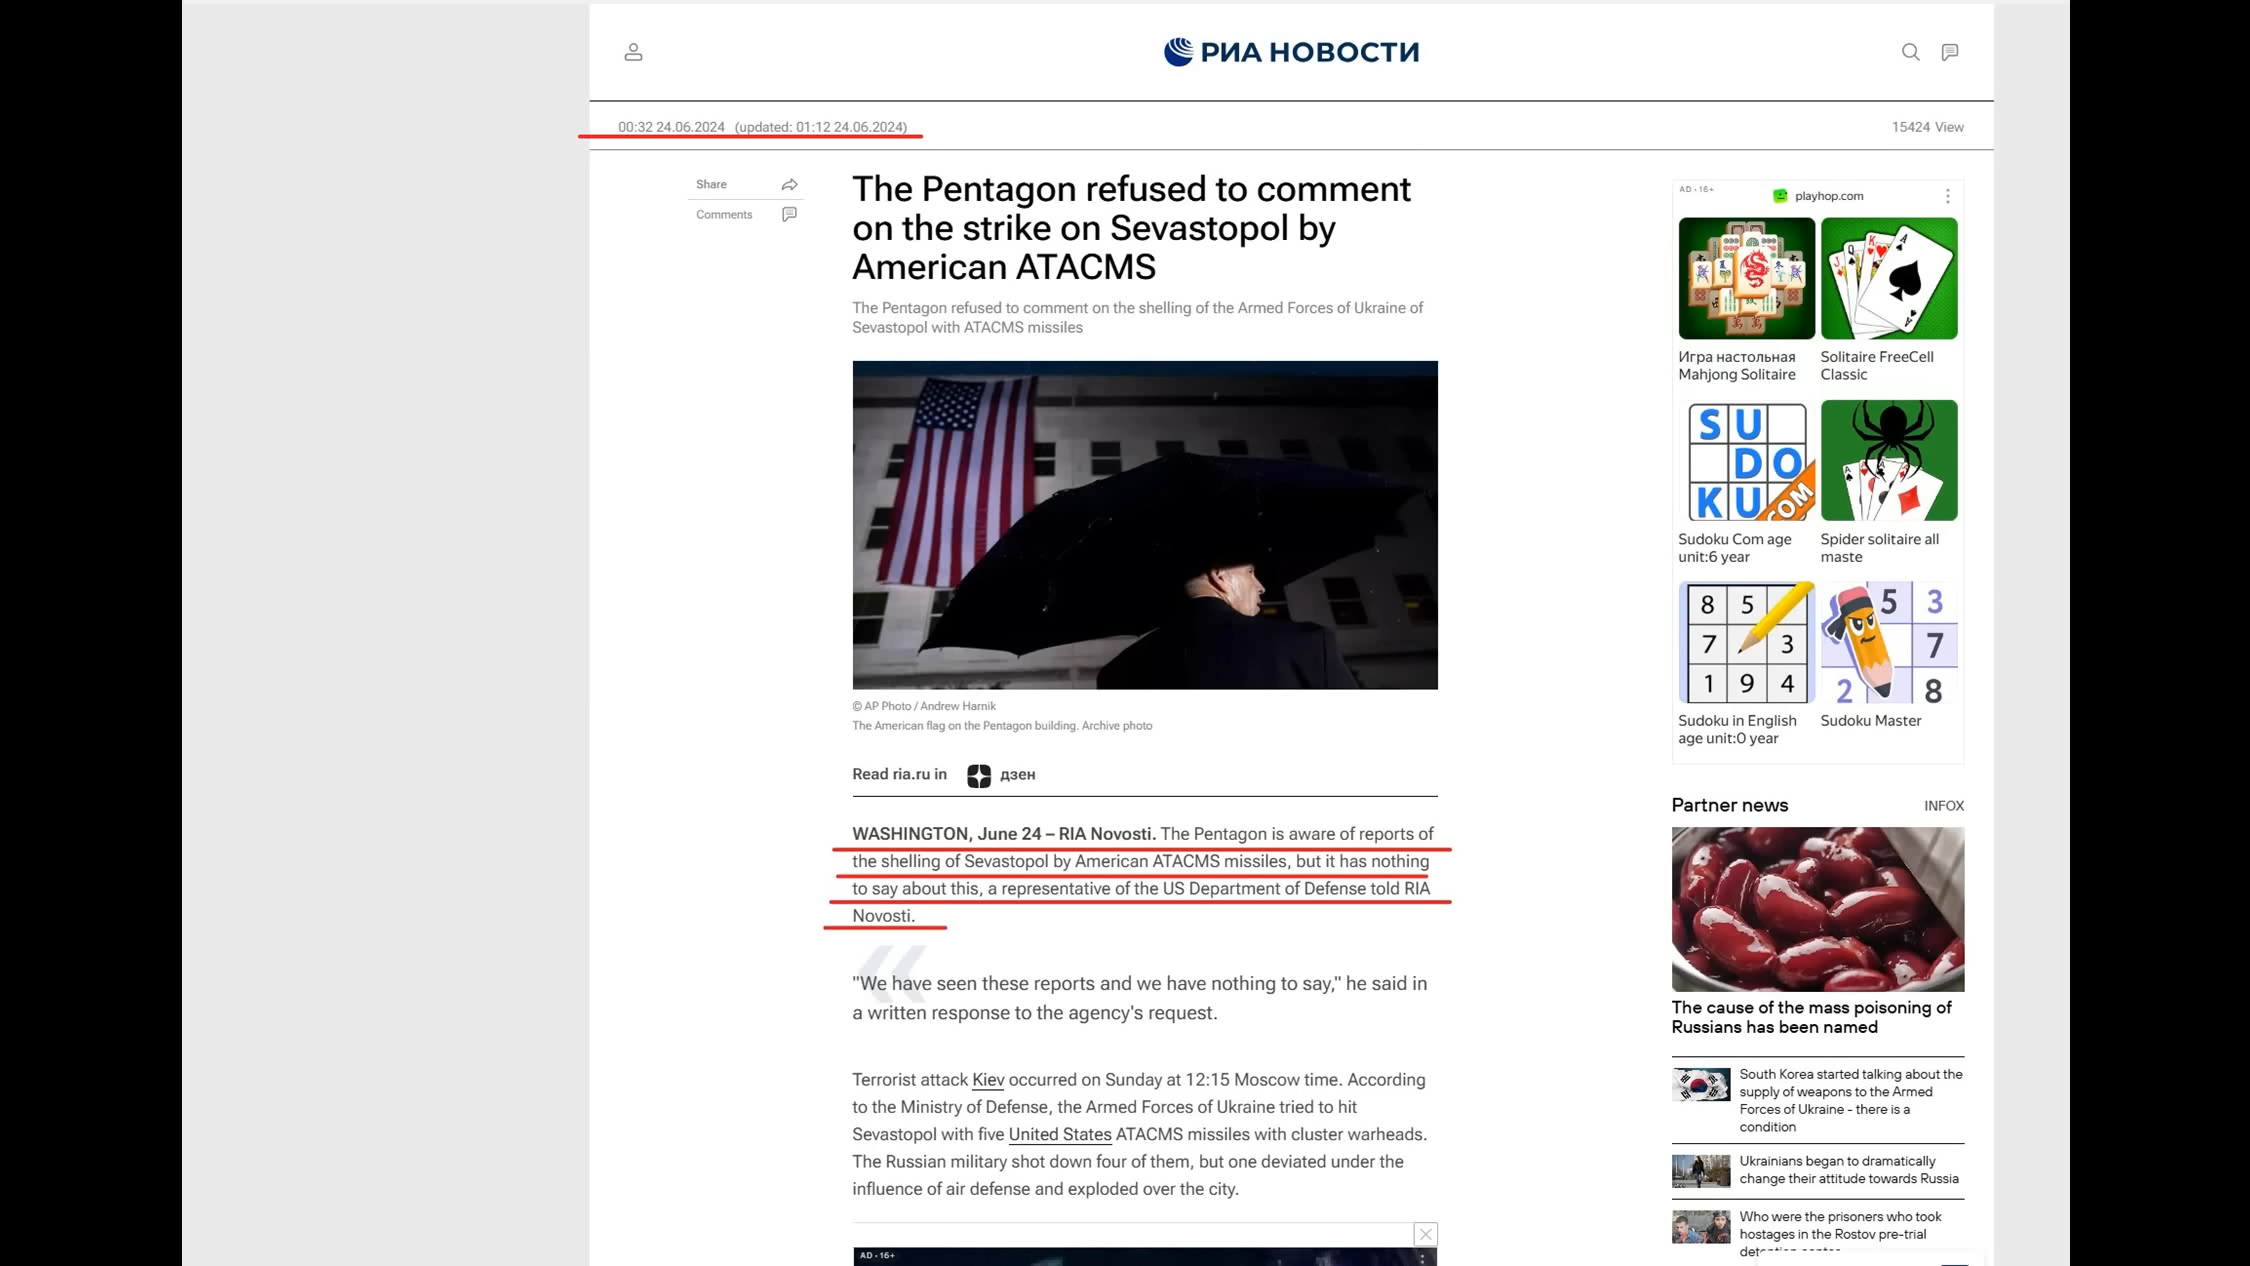 РИА НОВОСТИ
00:32 24.06.2024 (updated: 01:12 24.06.2024)
15424 View
Share
Comments
The Pentagon refused to comment
on the strike on Sevastopol by
American ATACMS
The Pentagon refused to comment on the shelling of the Armed Forces of Ukraine of
Sevastopol with ATACMS missiles
© AP Photo / Andrew Harnik
The American flag on the Pentagon building. Archive photo
Read ria.ru in дзен
WASHINGTON, June 24 – RIA Novosti. The Pentagon is aware of reports of
the shelling of Sevastopol by American ATACMS missiles, but it has nothing
to say about this, a representative of the US Department of Defense told RIA
Novosti.
"We have seen these reports and we have nothing to say," he said in
a written response to the agency's request.
Terrorist attack Kiev occurred on Sunday at 12:15 Moscow time. According
to the Ministry of Defense, the Armed Forces of Ukraine tried to hit
Sevastopol with five United States ATACMS missiles with cluster warheads.
The Russian military shot down four of them, but one deviated under the
influence of air defense and exploded over the city.
AD • 16+
AD • 16+
playhop.com
Игра настольная
Mahjong Solitaire
Solitaire FreeCell
Classic
SU
DO
KU
COM
Sudoku Com age
unit:6 year
Spider solitaire all
maste
8 5
7 3
1 9 4
5 3
7
2 8
Sudoku in English
age unit:0 year
Sudoku Master
Partner news
INFOX
The cause of the mass poisoning of
Russians has been named
South Korea started talking about the
supply of weapons to the Armed
Forces of Ukraine - there is a
condition
Ukrainians began to dramatically
change their attitude towards Russia
Who were the prisoners who took
hostages in the Rostov pre-trial